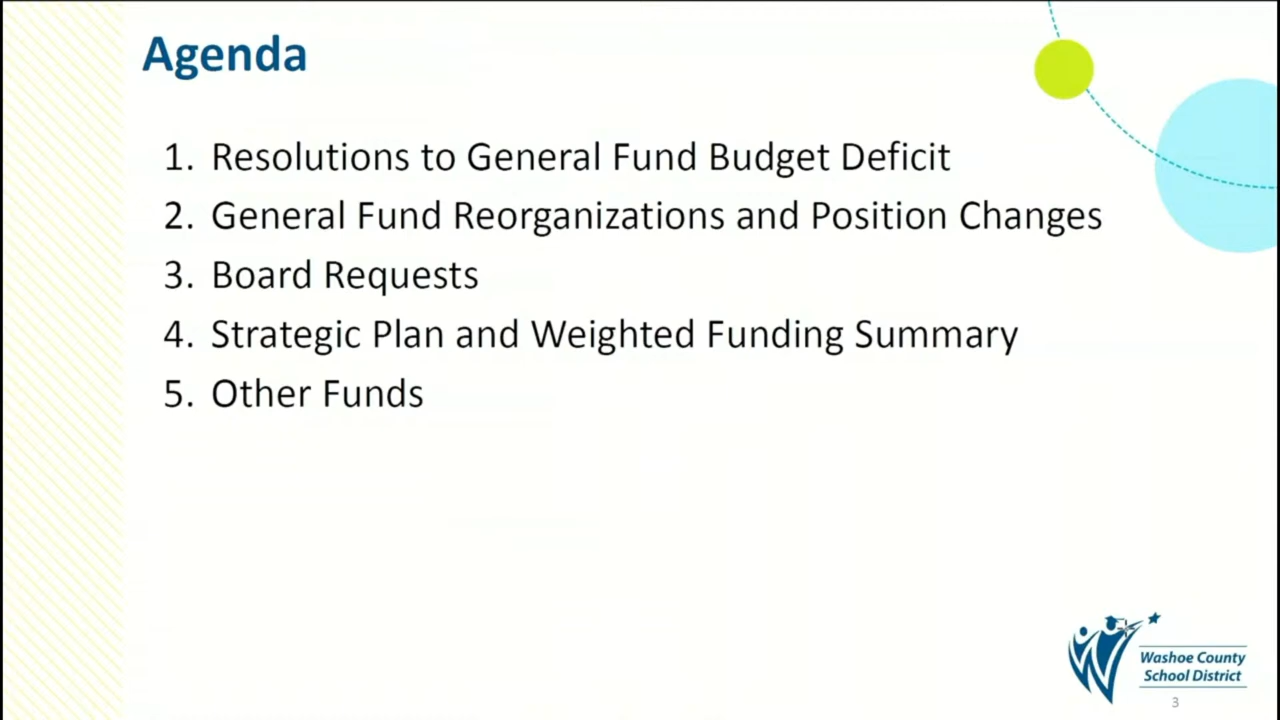 Agenda
1. Resolutions to General Fund Budget Deficit
2. General Fund Reorganizations and Position Changes
3. Board Requests
4. Strategic Plan and Weighted Funding Summary
5. Other Funds
Washoe County
School District
3